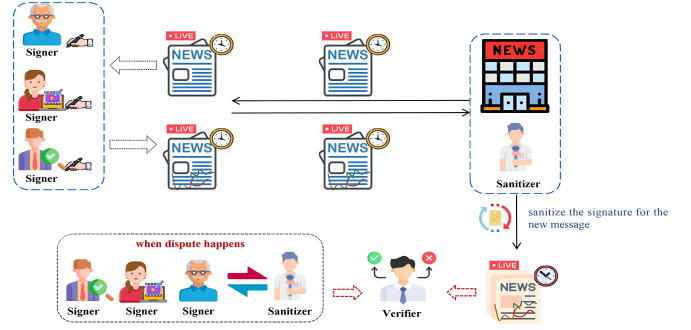 Signer
Signer
Signer
LIVE
NEWS
LIVE
NEWS
LIVE
NEWS
LIVE
NEWS
NEWS
Sanitizer
sanitize the signature for the
new message
when dispute happens
Signer
Signer
Signer
Sanitizer
Verifier
LIVE
NEWS